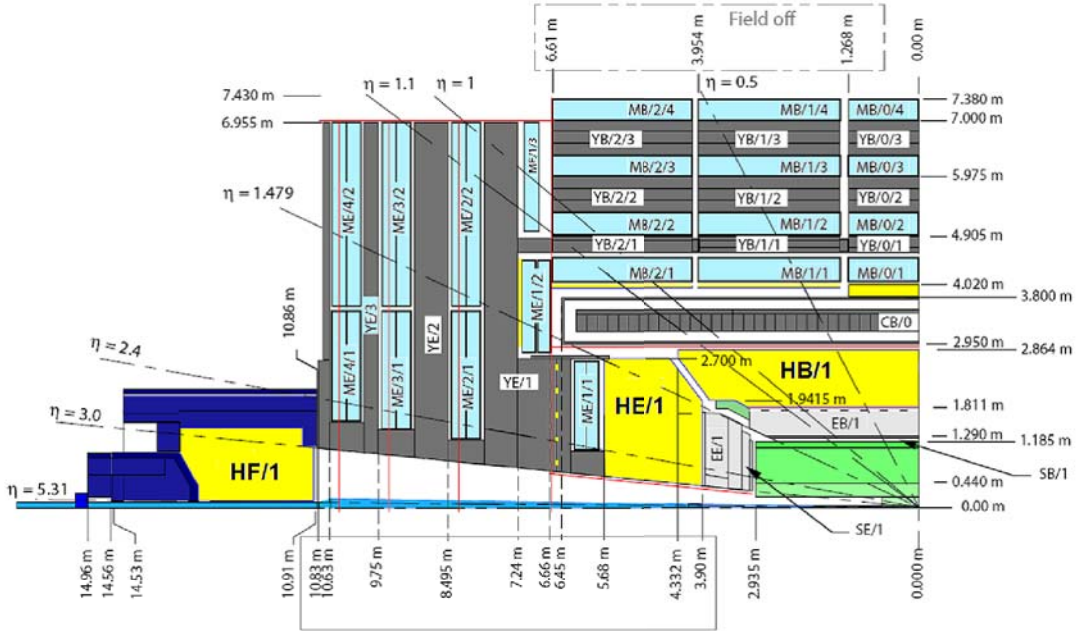 Field off
6.61 m
3.954 m
1.268 m
0.00 m
η = 1.1
η = 1
η = 0.5
7.430 m
6.955 m
MB/2/4
MB/1/4
MB/0/4
7.380 m
7.000 m
YB/2/3
YB/1/3
YB/0/3
ME/1/3
MB/2/3
MB/1/3
MB/0/3
5.975 m
η = 1.479
ME/4/2
ME/3/2
ME/2/2
YB/2/2
YB/1/2
YB/0/2
MB/2/2
MB/1/2
MB/0/2
4.905 m
YB/2/1
YB/1/1
YB/0/1
MB/2/1
MB/1/1
MB/0/1
4.020 m
ME/1/2
3.800 m
10.86 m
YE/3
YE/2
CB/0
2.950 m
2.864 m
η = 2.4
ME/4/1
ME/3/1
ME/2/1
YE/1
ME/1/1
2.700 m
HB/1
HE/1
1.9415 m
1.811 m
η = 3.0
EB/1
1.290 m
1.185 m
HF/1
EE/1
SB/1
0.440 m
η = 5.31
0.00 m
SE/1
14.96 m
14.56 m
14.53 m
10.91 m
10.83 m
10.63 m
9.75 m
8.495 m
7.24 m
6.66 m
6.45 m
5.68 m
4.332 m
3.90 m
2.935 m
0.000 m